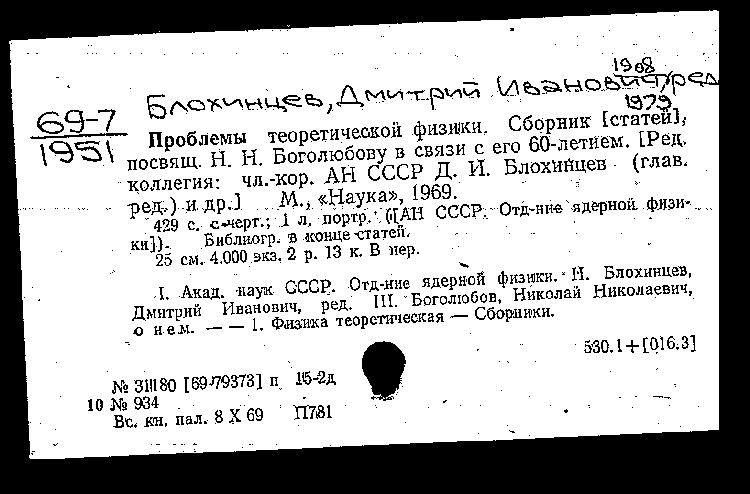 1908
Блохинцев, Дмитрий Иванович, ред
1979
69-7
1951
Проблемы теоретической физики. Сборник [статей],
посвящ. Н. Н. Боголюбову в связи с его 60-летием. [Ред.
коллегия: чл.-кор. АН СССР Д. И. Блохинцев (глав.
ред.) и др.] М., «Наука», 1969.
429 с. с черт.; 1 л. портр. ([АН СССР. Отд-ние ядерной физи-
ки]). Библиогр. в конце статей.
25 см. 4.000 экз. 2 р. 13 к. В пер.
I. Акад. наук СССР. Отд-ние ядерной физики. II. Блохинцев,
Дмитрий Иванович, ред. III. Боголюбов, Николай Николаевич,
о нем. — — 1. Физика теоретическая — Сборники.
530.1+[016.3]
№ 31180 [69-79373] п 15-2д
10 № 934
Вс. кн. пал. 8 X 69 П781